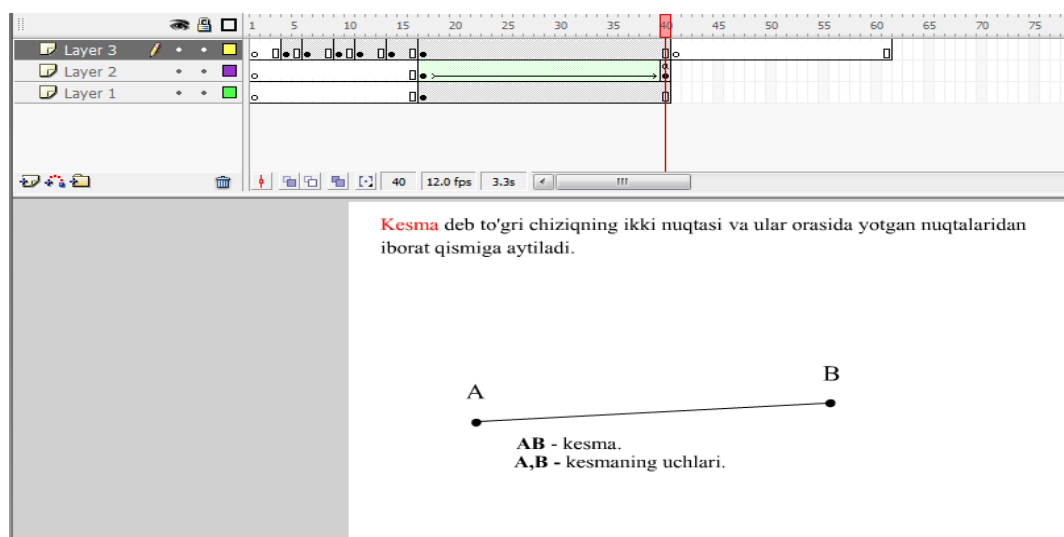 1 5 10 15 20 25 30 35 40 45 50 55 60 65 70 75
Layer 3
Layer 2
Layer 1
40 12.0 fps 3.3s
Kesma deb to'gri chiziqning ikki nuqtasi va ular orasida yotgan nuqtalaridan
iborat qismiga aytiladi.
B
A
AB - kesma.
A,B - kesmaning uchlari.